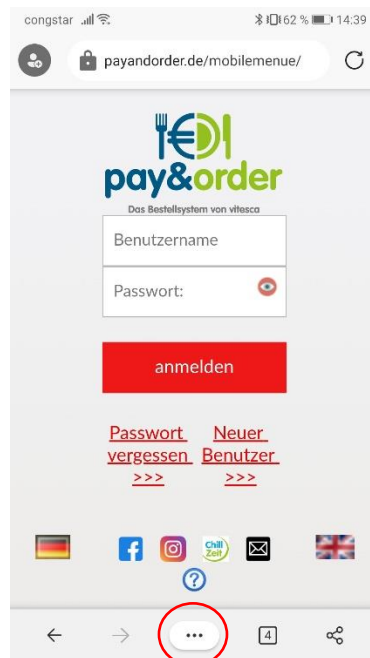 congstar 62 % 14:39
payandorder.de/mobilemenue/
pay&order
Das Bestellsystem von vitesca
Benutzername
Passwort:
anmelden
Passwort Neuer
vergessen Benutzer
>>> >>>
Chill
Zeit
?
4